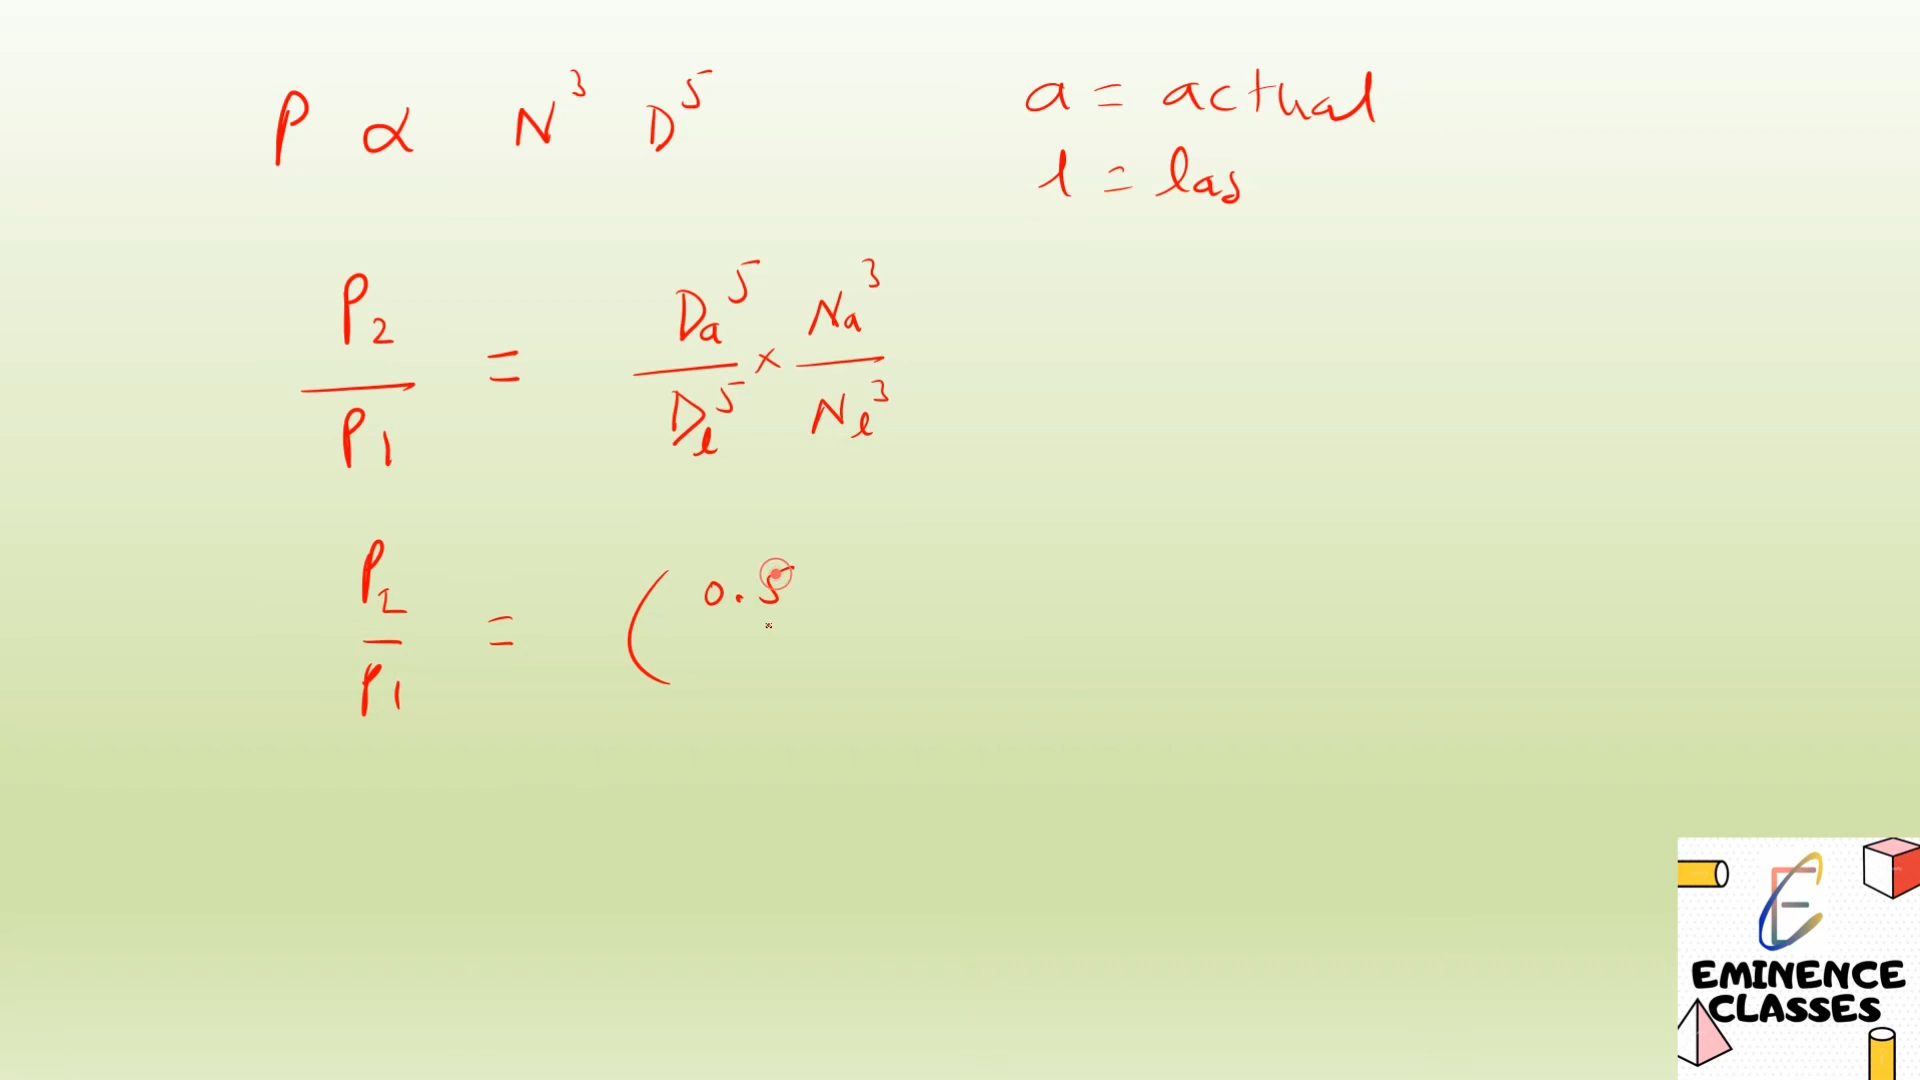 P ∝ N³ D⁵
a = actual
l = las
P₂/P₁ = Dₐ⁵/Dₗ⁵ × Nₐ³/Nₗ³
P₂/P₁ = ( 0.5
EMINENCE
CLASSES